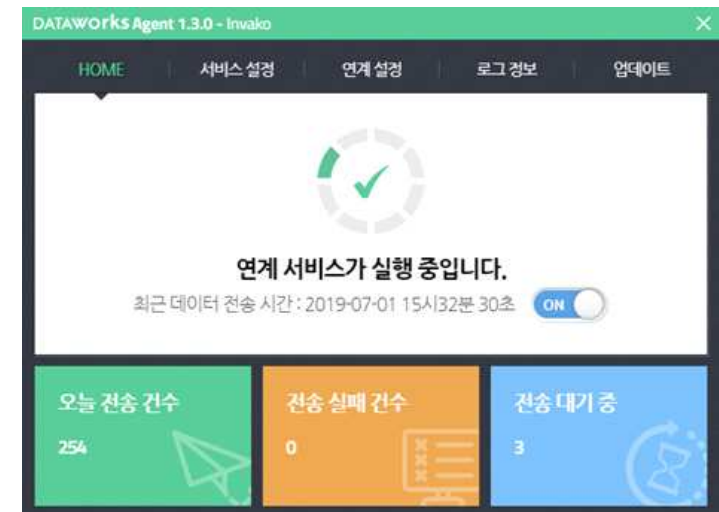 DATAWorks Agent 1.3.0 - Invako
HOME 서비스 설정 연계 설정 로그 정보 업데이트
연계 서비스가 실행 중입니다.
최근 데이터 전송 시간 : 2019-07-01 15시32분 30초 ON
오늘 전송 건수 전송 실패 건수 전송 대기 중
254 0 3